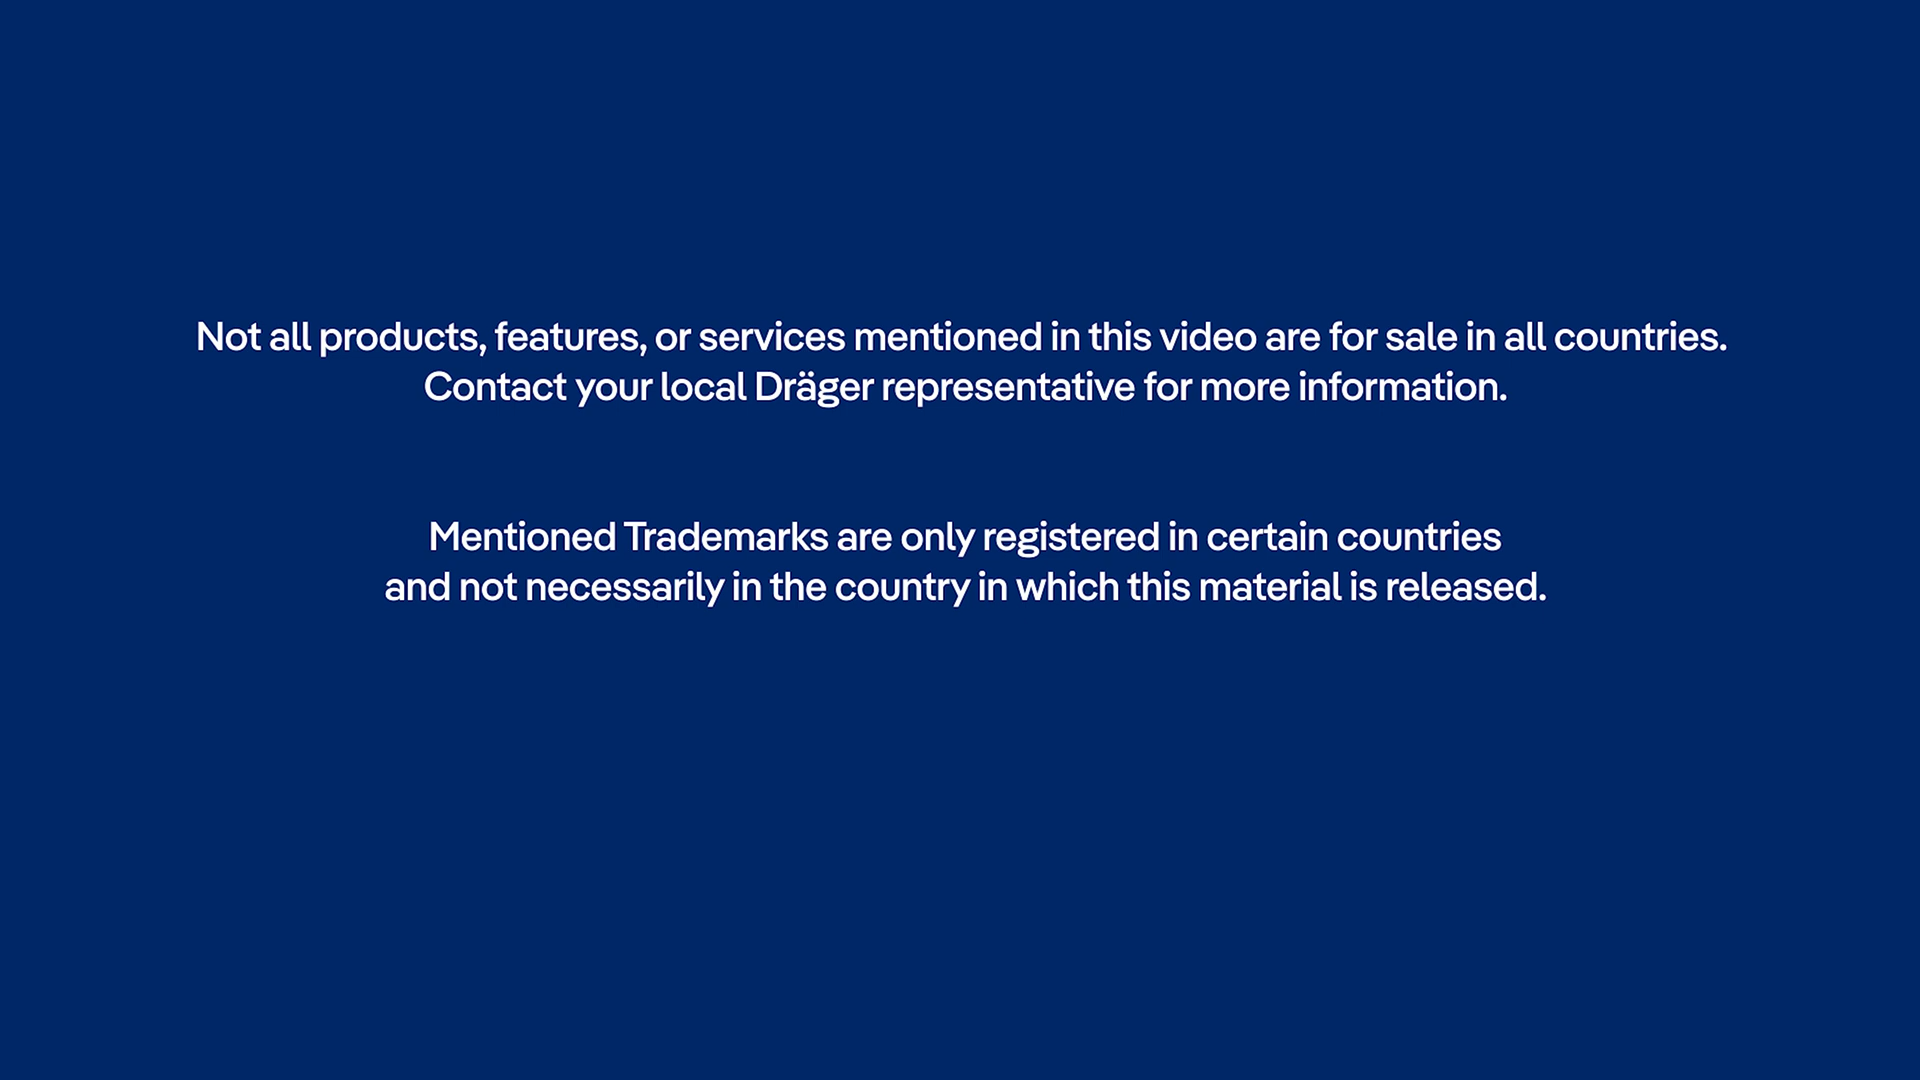 Not all products, features, or services mentioned in this video are for sale in all countries.
Contact your local Dräger representative for more information.
Mentioned Trademarks are only registered in certain countries
and not necessarily in the country in which this material is released.